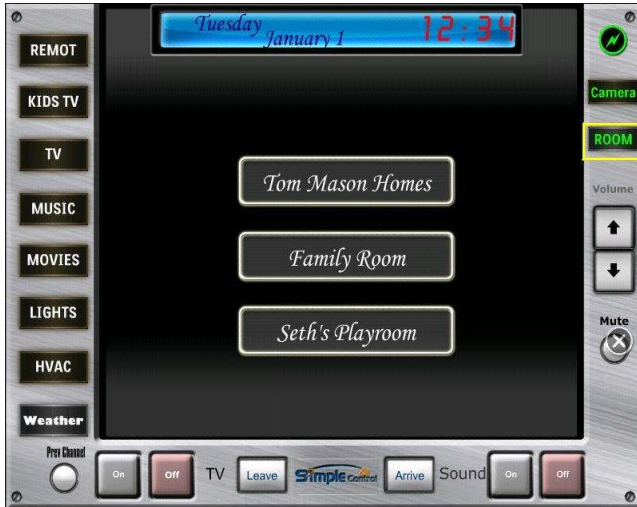 Tuesday
January 1
12:34
REMOT
KIDS TV
TV
MUSIC
MOVIES
LIGHTS
HVAC
Weather
Prev Channel
Tom Mason Homes
Family Room
Seth's Playroom
Camera
ROOM
Volume
Mute
On
Off
TV
Leave
Simple Control
Arrive
Sound
On
Off